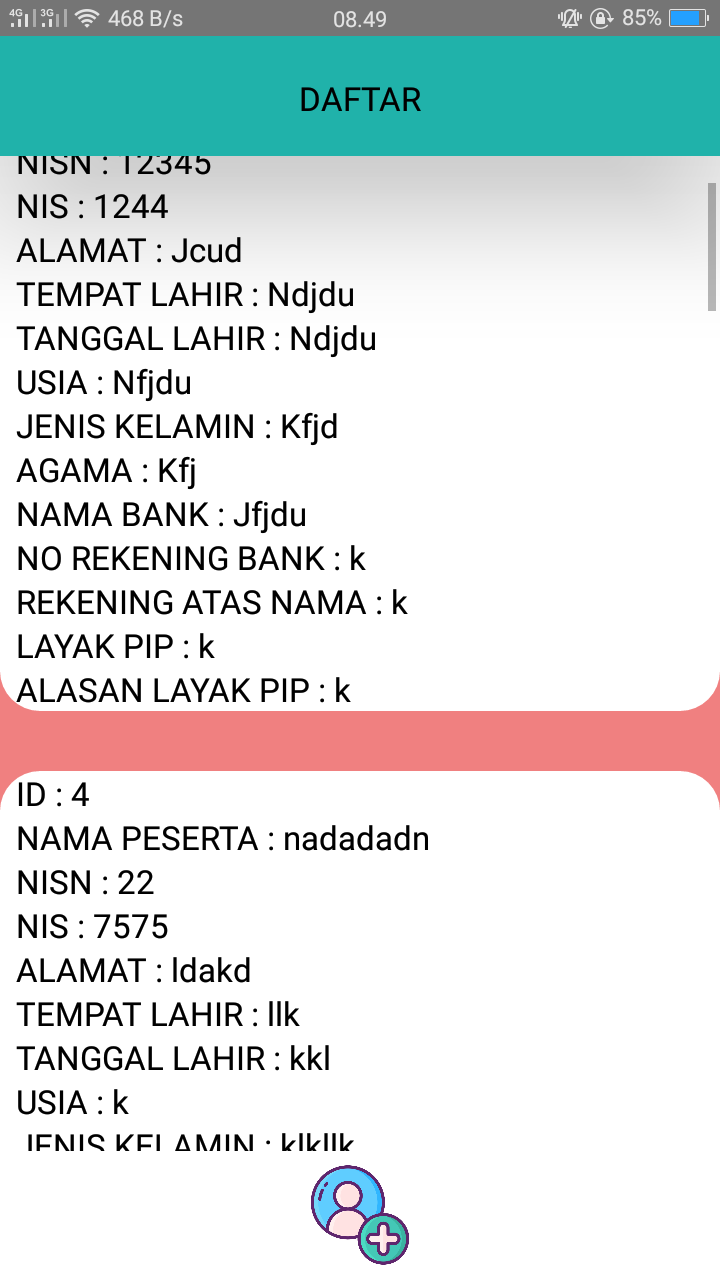 4G 3G 468 B/s 08.49 85%
DAFTAR
NISN : 12345
NIS : 1244
ALAMAT : Jcud
TEMPAT LAHIR : Ndjdu
TANGGAL LAHIR : Ndjdu
USIA : Nfjdu
JENIS KELAMIN : Kfjd
AGAMA : Kfj
NAMA BANK : Jfjdu
NO REKENING BANK : k
REKENING ATAS NAMA : k
LAYAK PIP : k
ALASAN LAYAK PIP : k
ID : 4
NAMA PESERTA : nadadadn
NISN : 22
NIS : 7575
ALAMAT : ldakd
TEMPAT LAHIR : llk
TANGGAL LAHIR : kkl
USIA : k
JENIS KELAMIN : klkllk